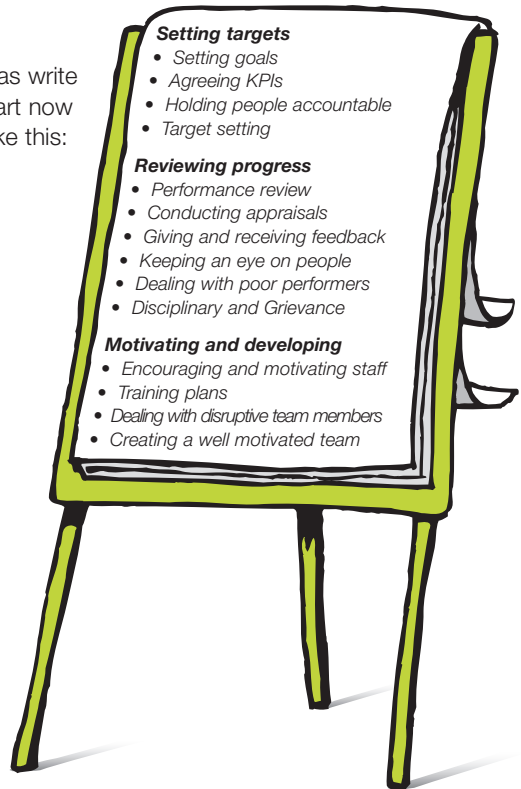 as write
art now
ke this:
Setting targets
• Setting goals
• Agreeing KPIs
• Holding people accountable
• Target setting
Reviewing progress
• Performance review
• Conducting appraisals
• Giving and receiving feedback
• Keeping an eye on people
• Dealing with poor performers
• Disciplinary and Grievance
Motivating and developing
• Encouraging and motivating staff
• Training plans
• Dealing with disruptive team members
• Creating a well motivated team